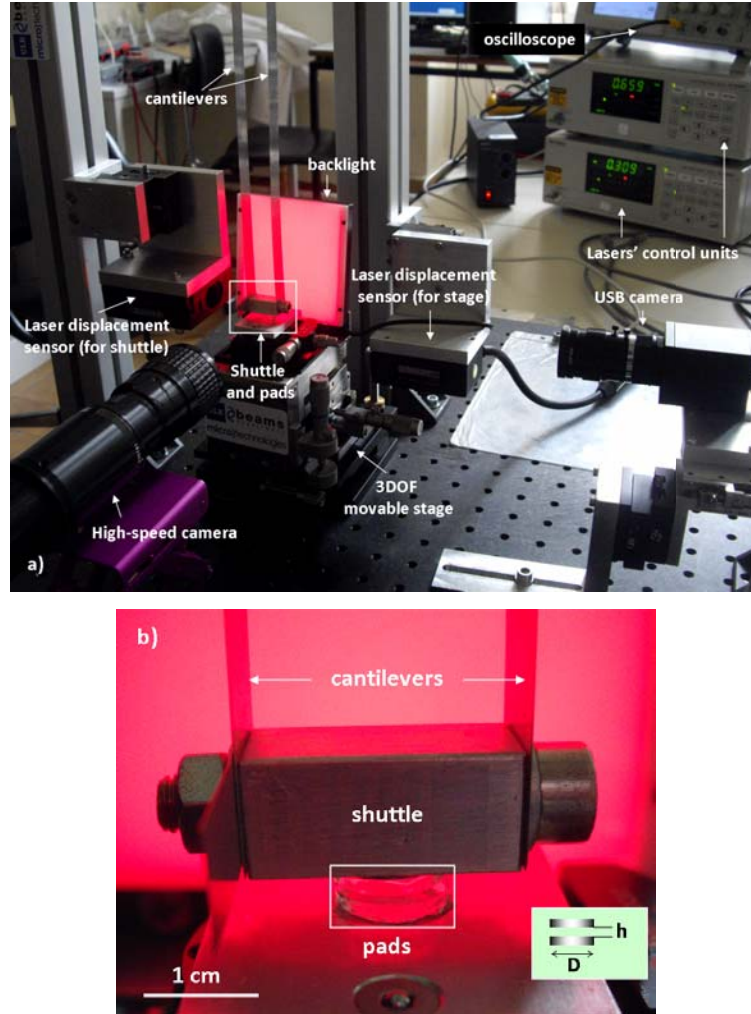 oscilloscope
cantilevers
0.659
backlight
0.309
Lasers' control units
Laser displacement
sensor (for stage)
USB camera
Laser displacement
sensor (for shuttle)
Shuttle
and pads
beams
microtechnologies
3DOF
movable stage
High-speed camera
a)
b)
cantilevers
shuttle
pads
h
D
1 cm